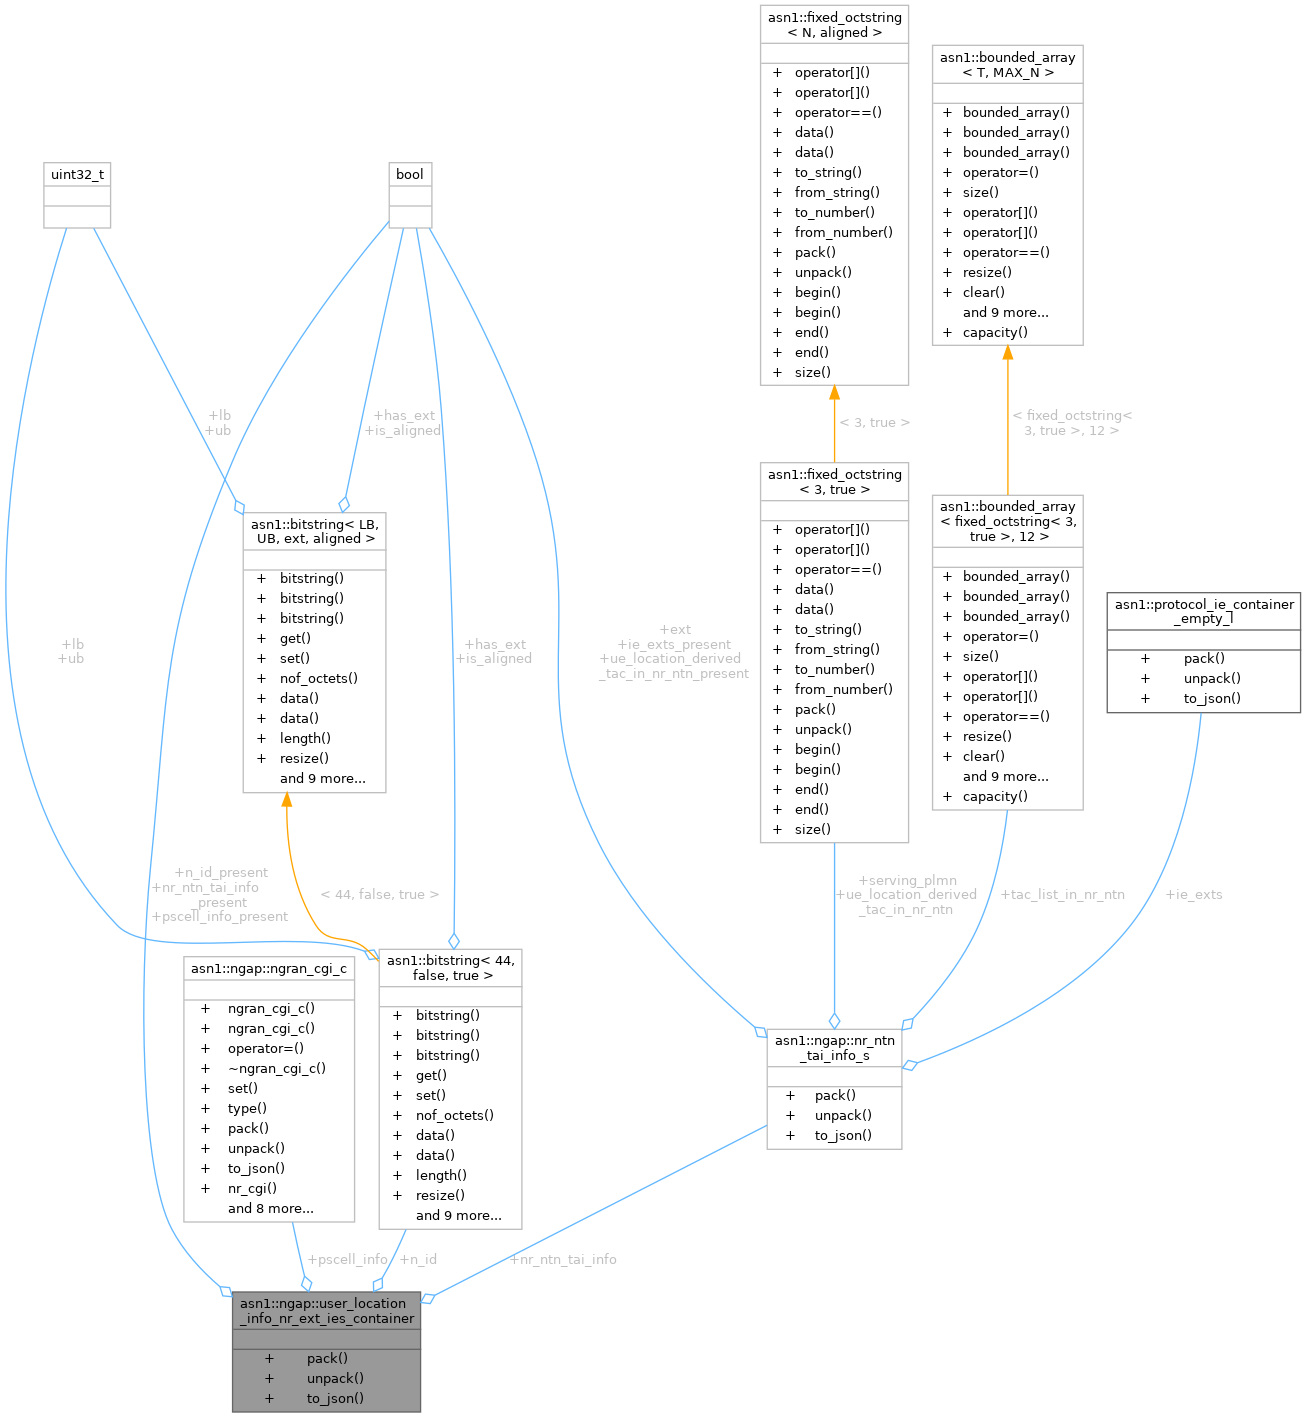 asn1::fixed_octstring
< N, aligned >
+ operator[]()
+ operator[]()
+ operator==()
+ data()
+ data()
+ to_string()
+ from_string()
+ to_number()
+ from_number()
+ pack()
+ unpack()
+ begin()
+ begin()
+ end()
+ end()
+ size()
asn1::bounded_array
< T, MAX_N >
+ bounded_array()
+ bounded_array()
+ bounded_array()
+ operator=()
+ size()
+ operator[]()
+ operator[]()
+ operator==()
+ resize()
+ clear()
and 9 more...
+ capacity()
uint32_t
bool
+lb
+ub
+has_ext
+is_aligned
< 3, true >
< fixed_octstring<
3, true >, 12 >
asn1::bitstring< LB,
UB, ext, aligned >
+ bitstring()
+ bitstring()
+ bitstring()
+ get()
+ set()
+ nof_octets()
+ data()
+ data()
+ length()
+ resize()
and 9 more...
asn1::fixed_octstring
< 3, true >
+ operator[]()
+ operator[]()
+ operator==()
+ data()
+ data()
+ to_string()
+ from_string()
+ to_number()
+ from_number()
+ pack()
+ unpack()
+ begin()
+ begin()
+ end()
+ end()
+ size()
asn1::bounded_array
< fixed_octstring< 3,
true >, 12 >
+ bounded_array()
+ bounded_array()
+ bounded_array()
+ operator=()
+ size()
+ operator[]()
+ operator[]()
+ operator==()
+ resize()
+ clear()
and 9 more...
+ capacity()
asn1::protocol_ie_container
_empty_l
+ pack()
+ unpack()
+ to_json()
+lb
+ub
+has_ext
+is_aligned
+ext
+ie_exts_present
+ue_location_derived
_tac_in_nr_ntn_present
+n_id_present
+nr_ntn_tai_info
_present
+pscell_info_present
< 44, false, true >
+serving_plmn
+ue_location_derived
_tac_in_nr_ntn
+tac_list_in_nr_ntn
+ie_exts
asn1::ngap::ngran_cgi_c
+ ngran_cgi_c()
+ ngran_cgi_c()
+ operator=()
+ ~ngran_cgi_c()
+ set()
+ type()
+ pack()
+ unpack()
+ to_json()
+ nr_cgi()
and 8 more...
asn1::bitstring< 44,
false, true >
+ bitstring()
+ bitstring()
+ bitstring()
+ get()
+ set()
+ nof_octets()
+ data()
+ data()
+ length()
+ resize()
and 9 more...
asn1::ngap::nr_ntn
_tai_info_s
+ pack()
+ unpack()
+ to_json()
+pscell_info
+n_id
+nr_ntn_tai_info
asn1::ngap::user_location
_info_nr_ext_ies_container
+ pack()
+ unpack()
+ to_json()